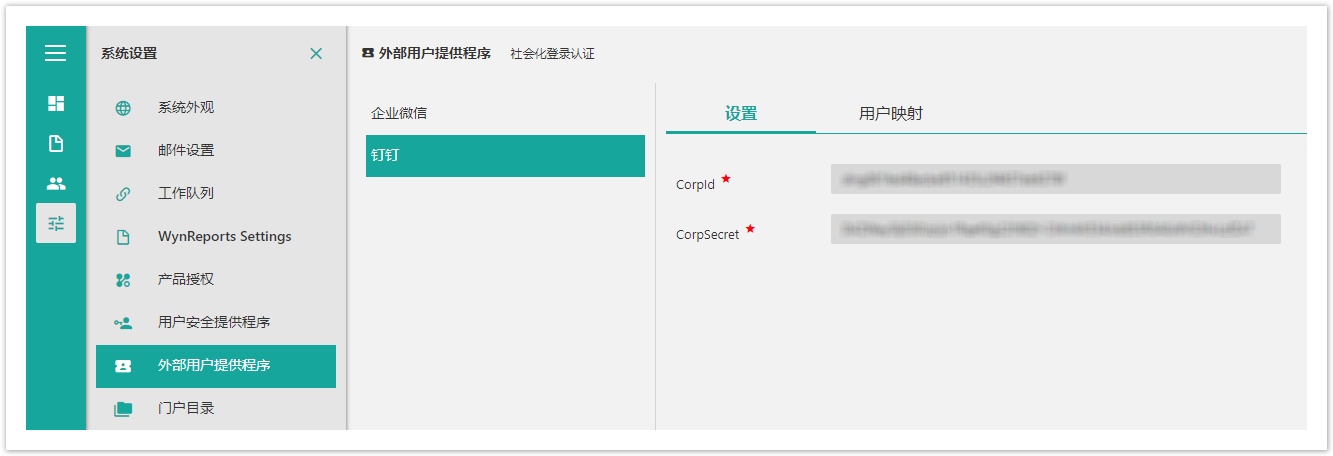 系统设置
系统外观
邮件设置
工作队列
WynReports Settings
产品授权
用户安全提供程序
外部用户提供程序
门户目录
外部用户提供程序 社会化登录认证
企业微信
钉钉
设置 用户映射
CorpId
CorpSecret